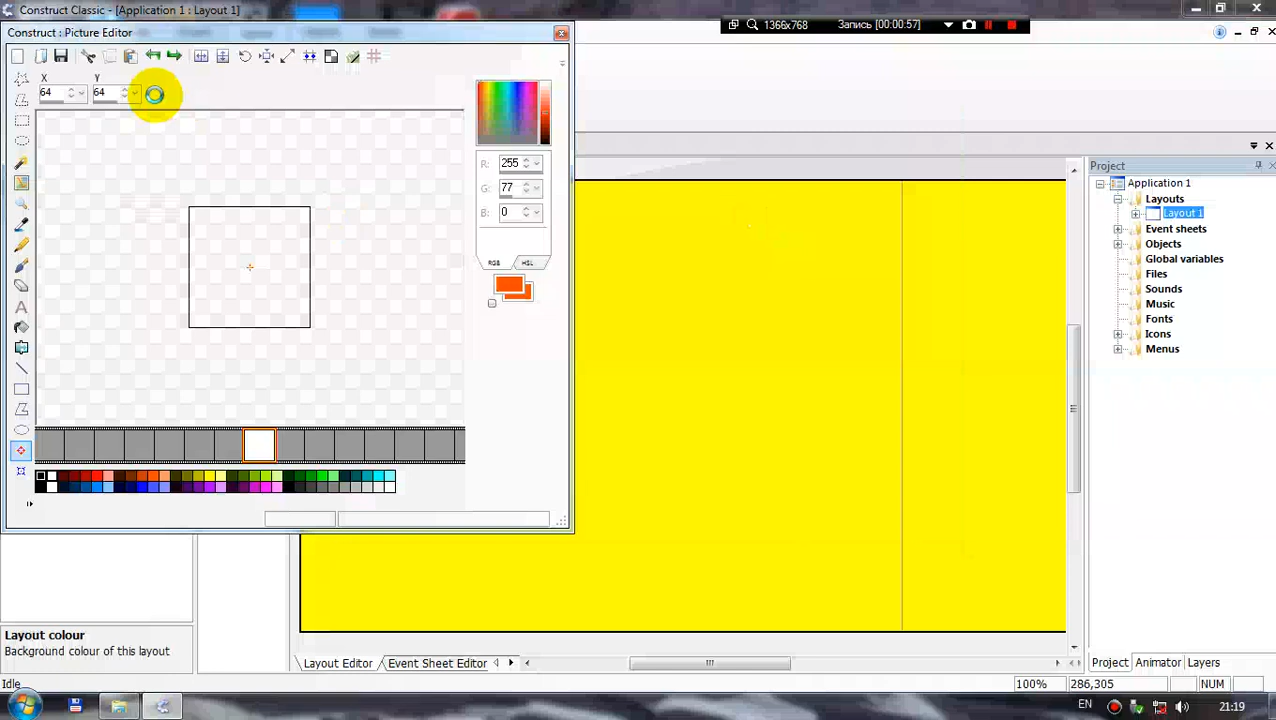 Construct Classic - [Application 1 : Layout 1]
1366x768
Запись [00:00:57]
Construct : Picture Editor
X
Y
64
64
R: 255
G: 77
B: 0
RGB
HSL
Project
Application 1
Layouts
Layout 1
Event sheets
Objects
Global variables
Files
Sounds
Music
Fonts
Icons
Menus
Layout colour
Background colour of this layout
Layout Editor
Event Sheet Editor
Project
Animator
Layers
Idle
100%
286,305
NUM
EN
21:19